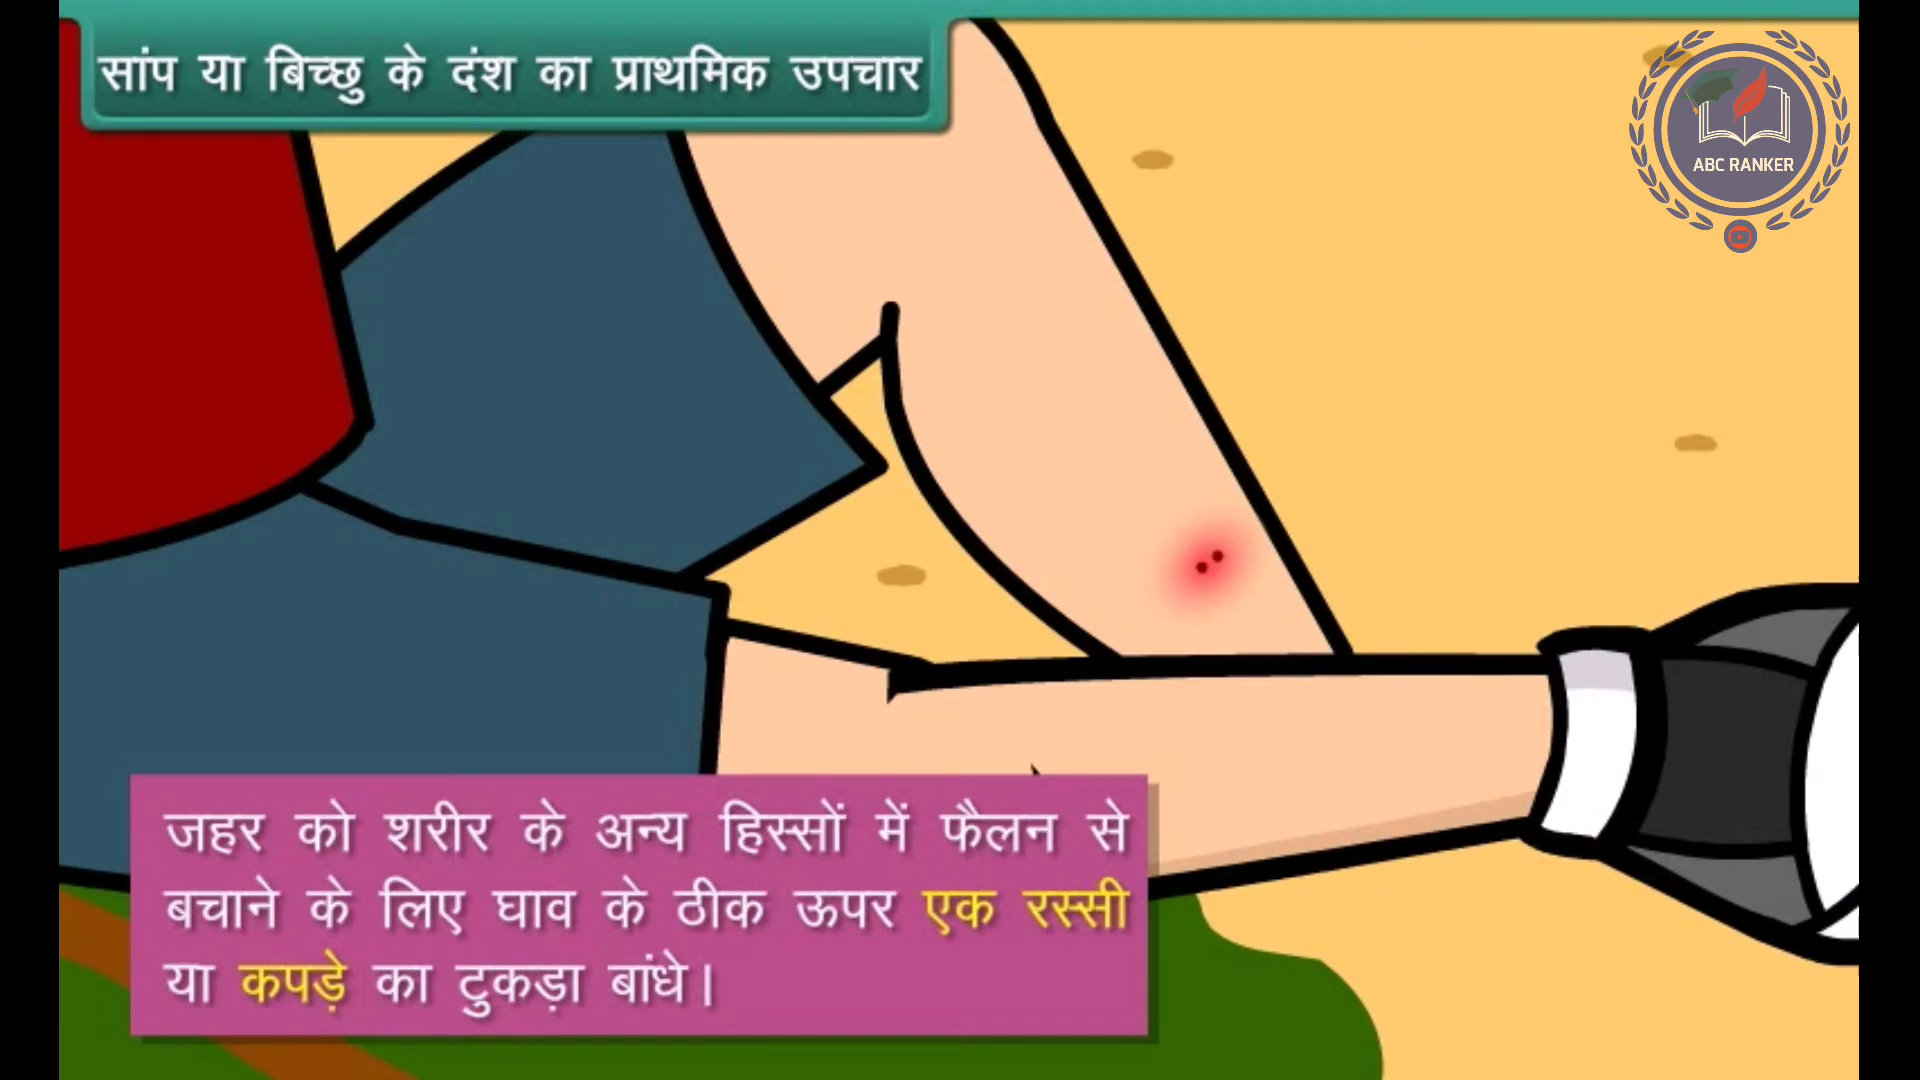 सांप या बिच्छु के दंश का प्राथमिक उपचार
ABC RANKER
जहर को शरीर के अन्य हिस्सों में फैलन से
बचाने के लिए घाव के ठीक ऊपर एक रस्सी
या कपड़े का टुकड़ा बांधे।